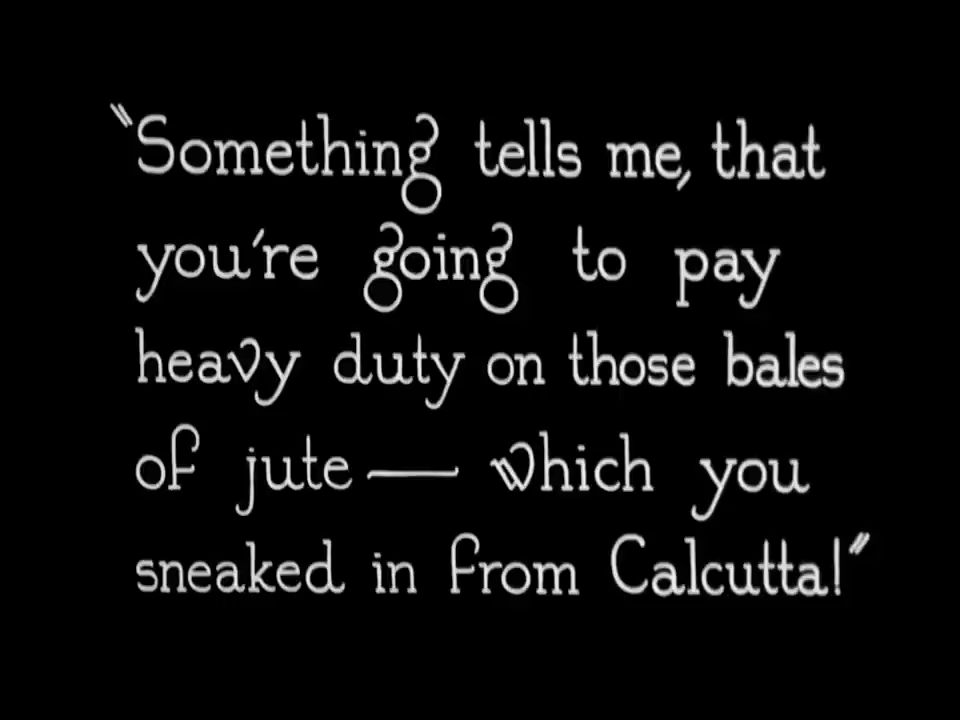 "Something tells me, that
you're going to pay
heavy duty on those bales
of jute — which you
sneaked in from Calcutta!"